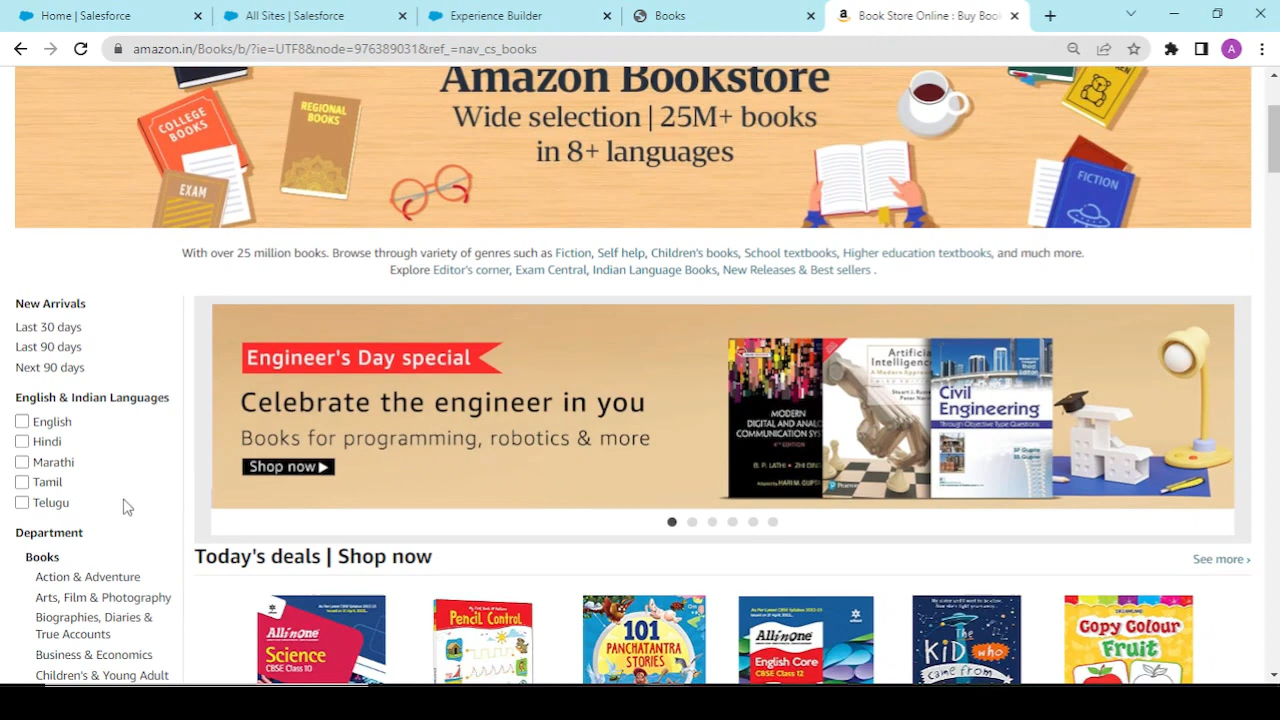 Home | Salesforce
All Sites | Salesforce
Experience Builder
Books
Book Store Online : Buy Boo
amazon.in/Books/b/?ie=UTF8&node=976389031&ref_=nav_cs_books
A
Amazon Bookstore
Wide selection | 25M+ books
in 8+ languages
COLLEGE
BOOKS
REGIONAL
BOOKS
EXAM
FICTION
With over 25 million books. Browse through variety of genres such as Fiction, Self help, Children's books, School textbooks, Higher education textbooks, and much more.
Explore Editor's corner, Exam Central, Indian Language Books, New Releases & Best sellers .
New Arrivals
Last 30 days
Last 90 days
Next 90 days
English & Indian Languages
English
Hindi
Marathi
Tamil
Telugu
Department
Books
Action & Adventure
Arts, Film & Photography
Biographies, Diaries &
True Accounts
Business & Economics
Children's & Young Adult
Engineer's Day special
Celebrate the engineer in you
Books for programming, robotics & more
Shop now
MODERN
DIGITAL AND ANALO
COMMUNICATION SYS
4TH EDITION
B. P. LATHI • ZHI DING
Adapted by HARI M. GUPTA
Artificial
Intelligence
A Modern Approach
Stuart J. Russ
Peter Norv
Pearson
Civil
Engineering
Through Objective Type Questions
SP Gupta
SS Gupta
Today's deals | Shop now
See more ›
All in one
Science
CBSE Class 10
Pencil Control
101
PANCHATANTRA
STORIES
All in one
English Core
CBSE Class 12
The
KID who
came from
DREAMLAND
Copy Colour
Fruit